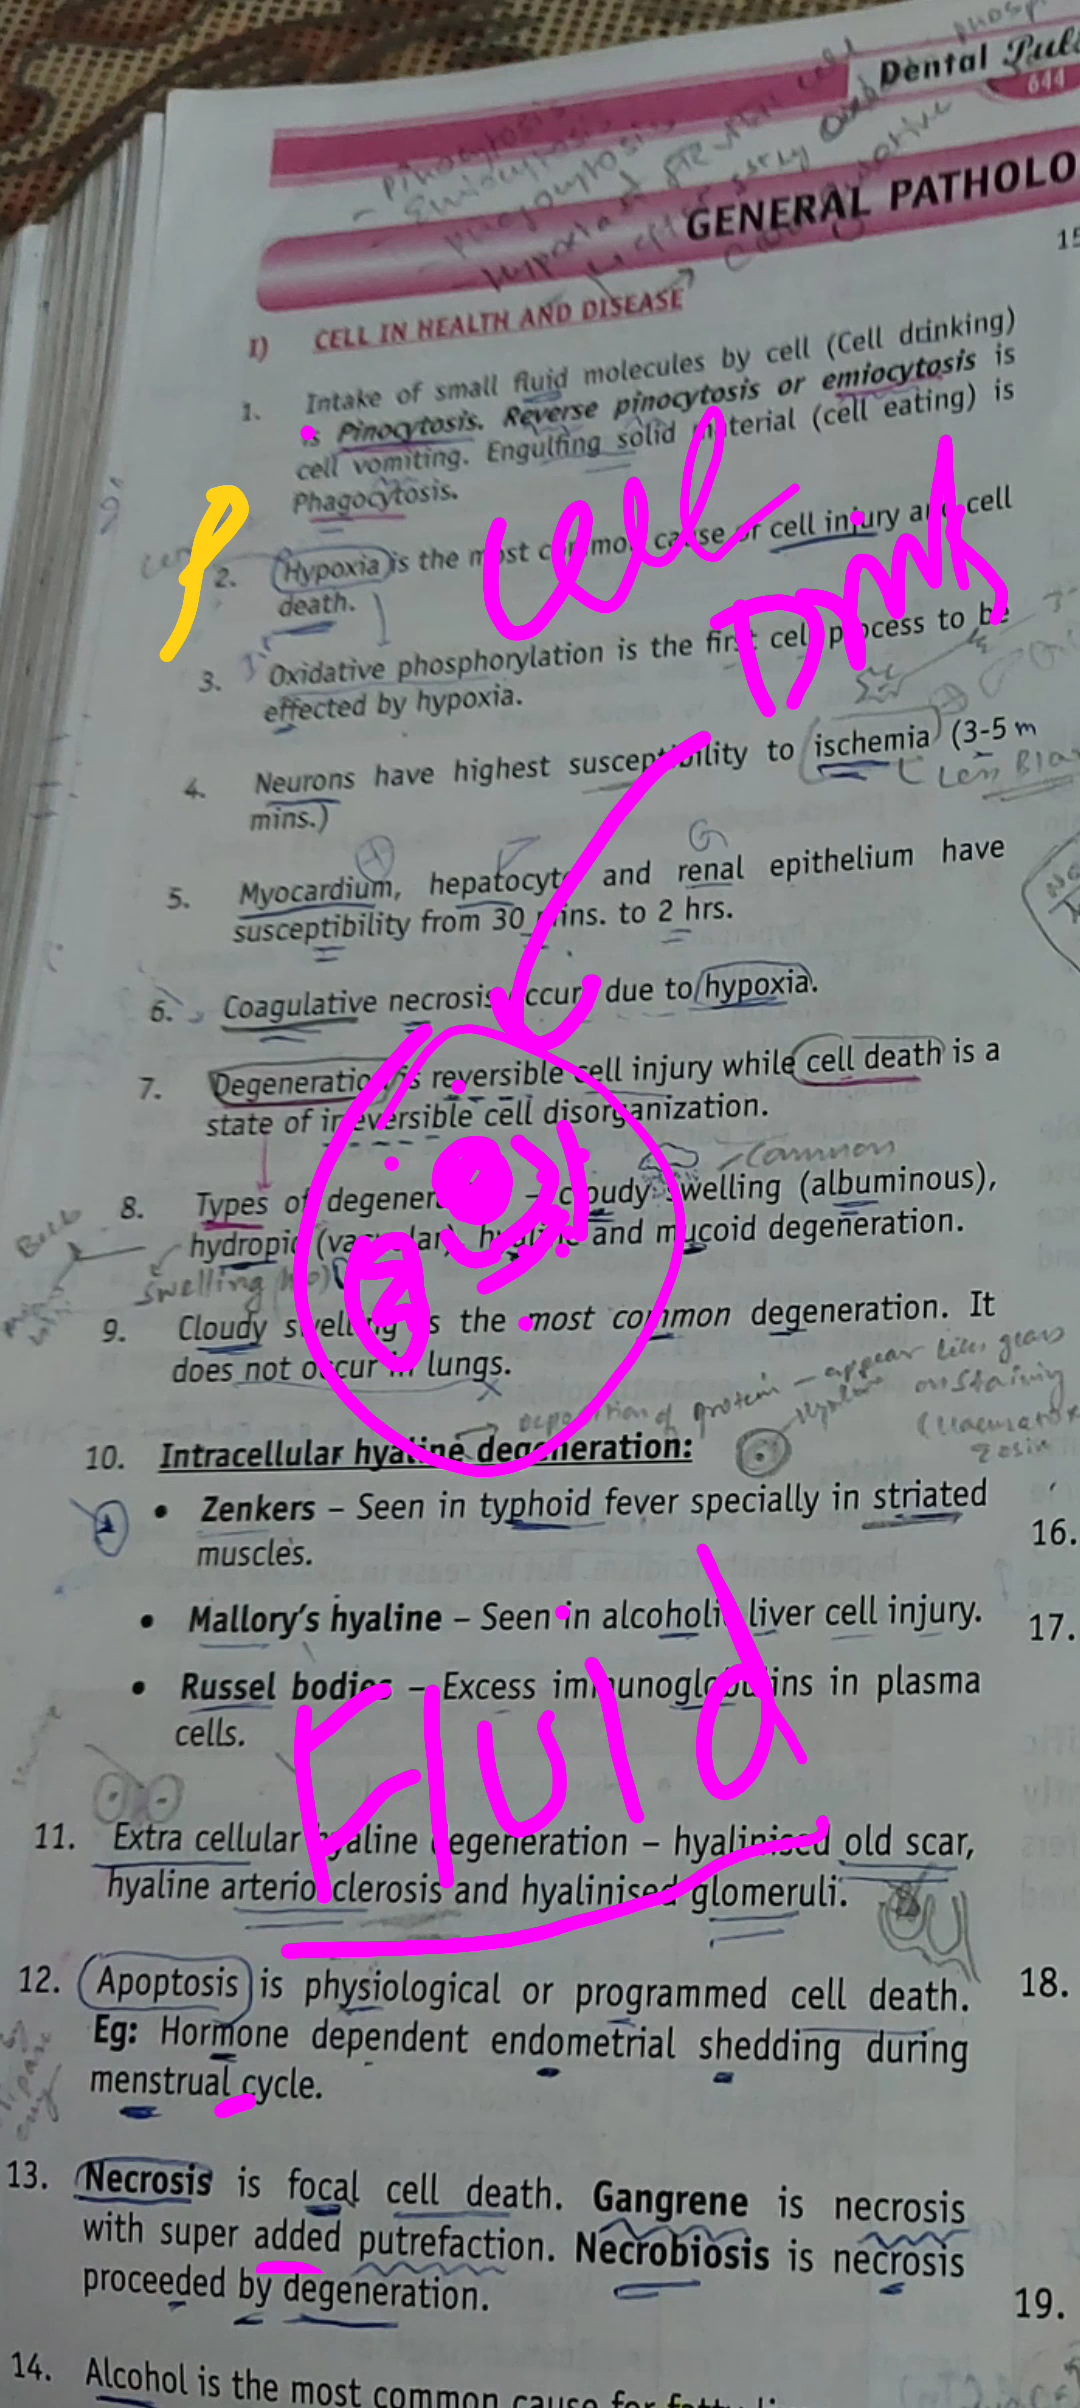 Dental Pul
644
GENERAL PATHOLO
15
I) CELL IN HEALTH AND DISEASE
1. Intake of small fluid molecules by cell (Cell drinking)
is Pinocytosis. Reverse pinocytosis or emiocytosis is
cell vomiting. Engulfing solid material (cell eating) is
Phagocytosis.
cell
Drink
2. Hypoxia is the most common cause of cell injury and cell
death.
3. Oxidative phosphorylation is the first cell process to be
effected by hypoxia.
4. Neurons have highest susceptibility to ischemia (3-5 m
mins.)
5. Myocardium, hepatocyte and renal epithelium have
susceptibility from 30 mins. to 2 hrs.
6. Coagulative necrosis occurs due to hypoxia.
7. Degeneration is reversible cell injury while cell death is a
state of irreversible cell disorganization.
Common
8. Types of degeneration – cloudy swelling (albuminous),
hydropic (vacuolar) hyaline and mucoid degeneration.
swelling
9. Cloudy swelling is the most common degeneration. It
does not occur in lungs.
10. Intracellular hyaline degeneration:
• Zenkers – Seen in typhoid fever specially in striated
muscles.
16.
• Mallory's hyaline – Seen in alcoholic liver cell injury.
17.
• Russel bodies – Excess immunoglobulins in plasma
cells.
Fluid
11. Extra cellular hyaline degeneration – hyalinised old scar,
hyaline arteriosclerosis and hyalinised glomeruli.
12. Apoptosis is physiological or programmed cell death.
18.
Eg: Hormone dependent endometrial shedding during
menstrual cycle.
13. Necrosis is focal cell death. Gangrene is necrosis
with super added putrefaction. Necrobiosis is necrosis
proceeded by degeneration.
19.
14. Alcohol is the most common cause for fatty